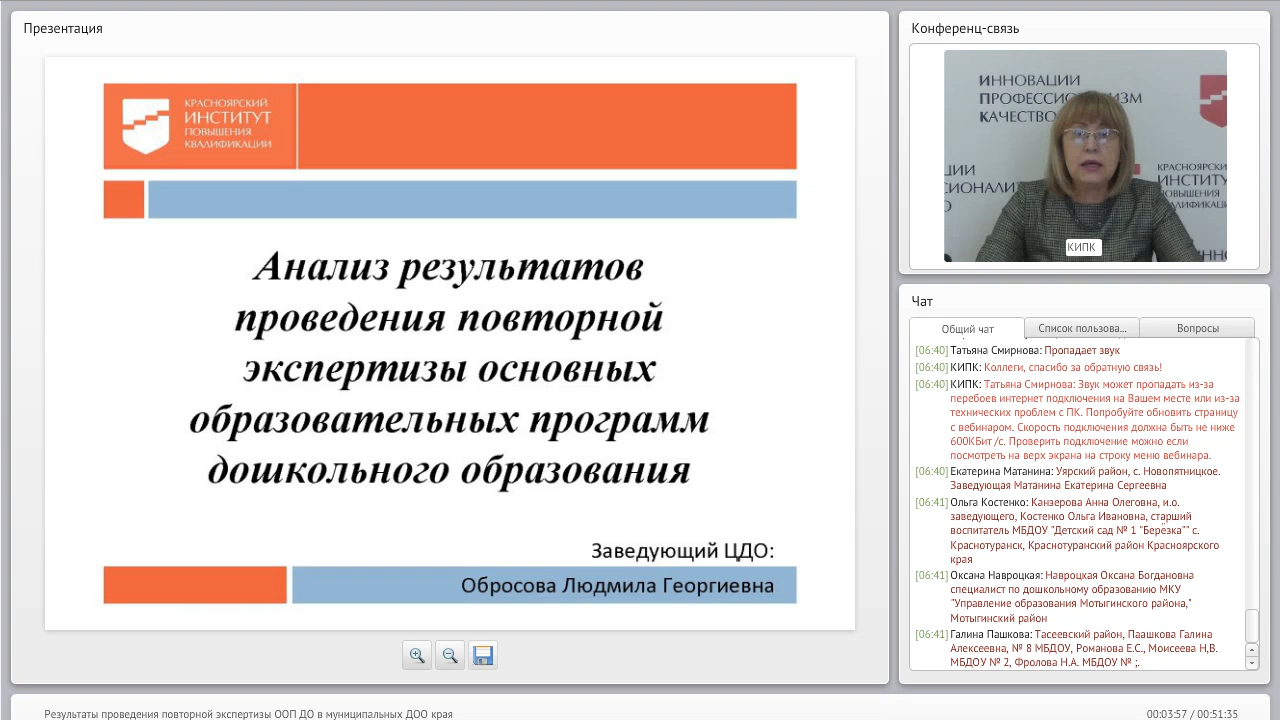 Презентация
КРАСНОЯРСКИЙ
ИНСТИТУТ
ПОВЫШЕНИЯ
КВАЛИФИКАЦИИ
Анализ результатов
проведения повторной
экспертизы основных
образовательных программ
дошкольного образования
Заведующий ЦДО:
Обросова Людмила Георгиевна
Конференц-связь
ИННОВАЦИИ
КАЧЕСТВО
КИПК
Чат
Общий чат
Список пользова...
Вопросы
[06:40] Татьяна Смирнова: Пропадает звук
[06:40] КИПК: Коллеги, спасибо за обратную связь!
[06:40] КИПК: Татьяна Смирнова: Звук может пропадать из-за
перебоев интернет подключения на Вашем месте или из-за
технических проблем с ПК. Попробуйте обновить страницу
с вебинаром. Скорость подключения должна быть не ниже
600КБит /с. Проверить подключение можно если
посмотреть на верх экрана на строку меню вебинара.
[06:40] Екатерина Матанина: Уярский район, с. Новопятницкое.
Заведующая Матанина Екатерина Сергеевна
[06:41] Ольга Костенко: Канзерова Анна Олеговна, и.о.
заведующего, Костенко Ольга Ивановна, старший
воспитатель МБДОУ "Детский сад № 1 "Берёзка"" с.
Краснотуранск, Краснотуранский район Красноярского
края
[06:41] Оксана Навроцкая: Навроцкая Оксана Богдановна
специалист по дошкольному образованию МКУ
"Управление образования Мотыгинского района,"
Мотыгинский район
[06:41] Галина Пашкова: Тасеевский район, Паашкова Галина
Алексеевна, № 8 МБДОУ, Романова Е.С., Моисеева Н,В.
МБДОУ № 2, Фролова Н.А. МБДОУ № ;.
Результаты проведения повторной экспертизы ООП ДО в муниципальных ДОО края
00:03:57 / 00:51:35